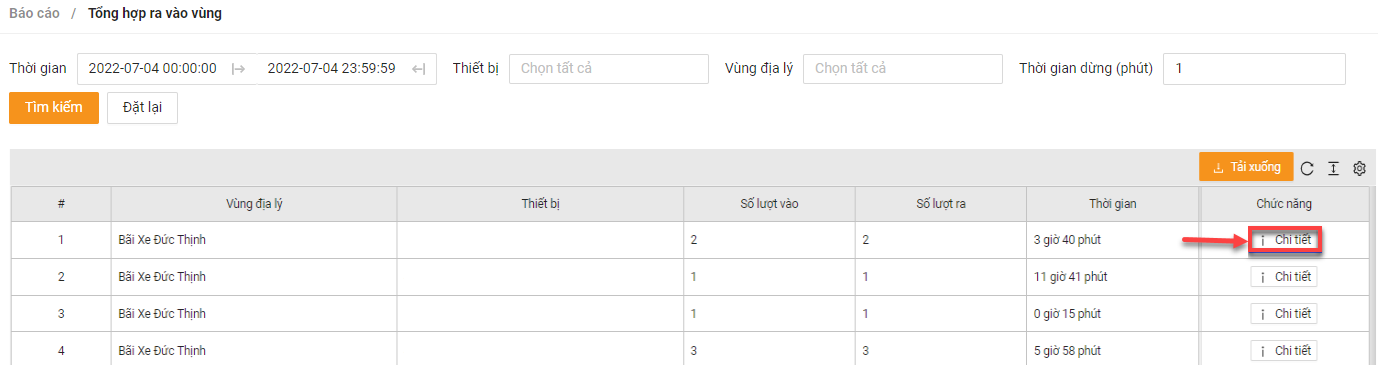 Báo cáo / Tổng hợp ra vào vùng
Thời gian 2022-07-04 00:00:00 2022-07-04 23:59:59 Thiết bị Chọn tất cả Vùng địa lý Chọn tất cả Thời gian dừng (phút) 1
Tìm kiếm Đặt lại
Tải xuống
# Vùng địa lý Thiết bị Số lượt vào Số lượt ra Thời gian Chức năng
1 Bãi Xe Đức Thịnh 2 2 3 giờ 40 phút Chi tiết
2 Bãi Xe Đức Thịnh 1 1 11 giờ 41 phút Chi tiết
3 Bãi Xe Đức Thịnh 1 1 0 giờ 15 phút Chi tiết
4 Bãi Xe Đức Thịnh 3 3 5 giờ 58 phút Chi tiết